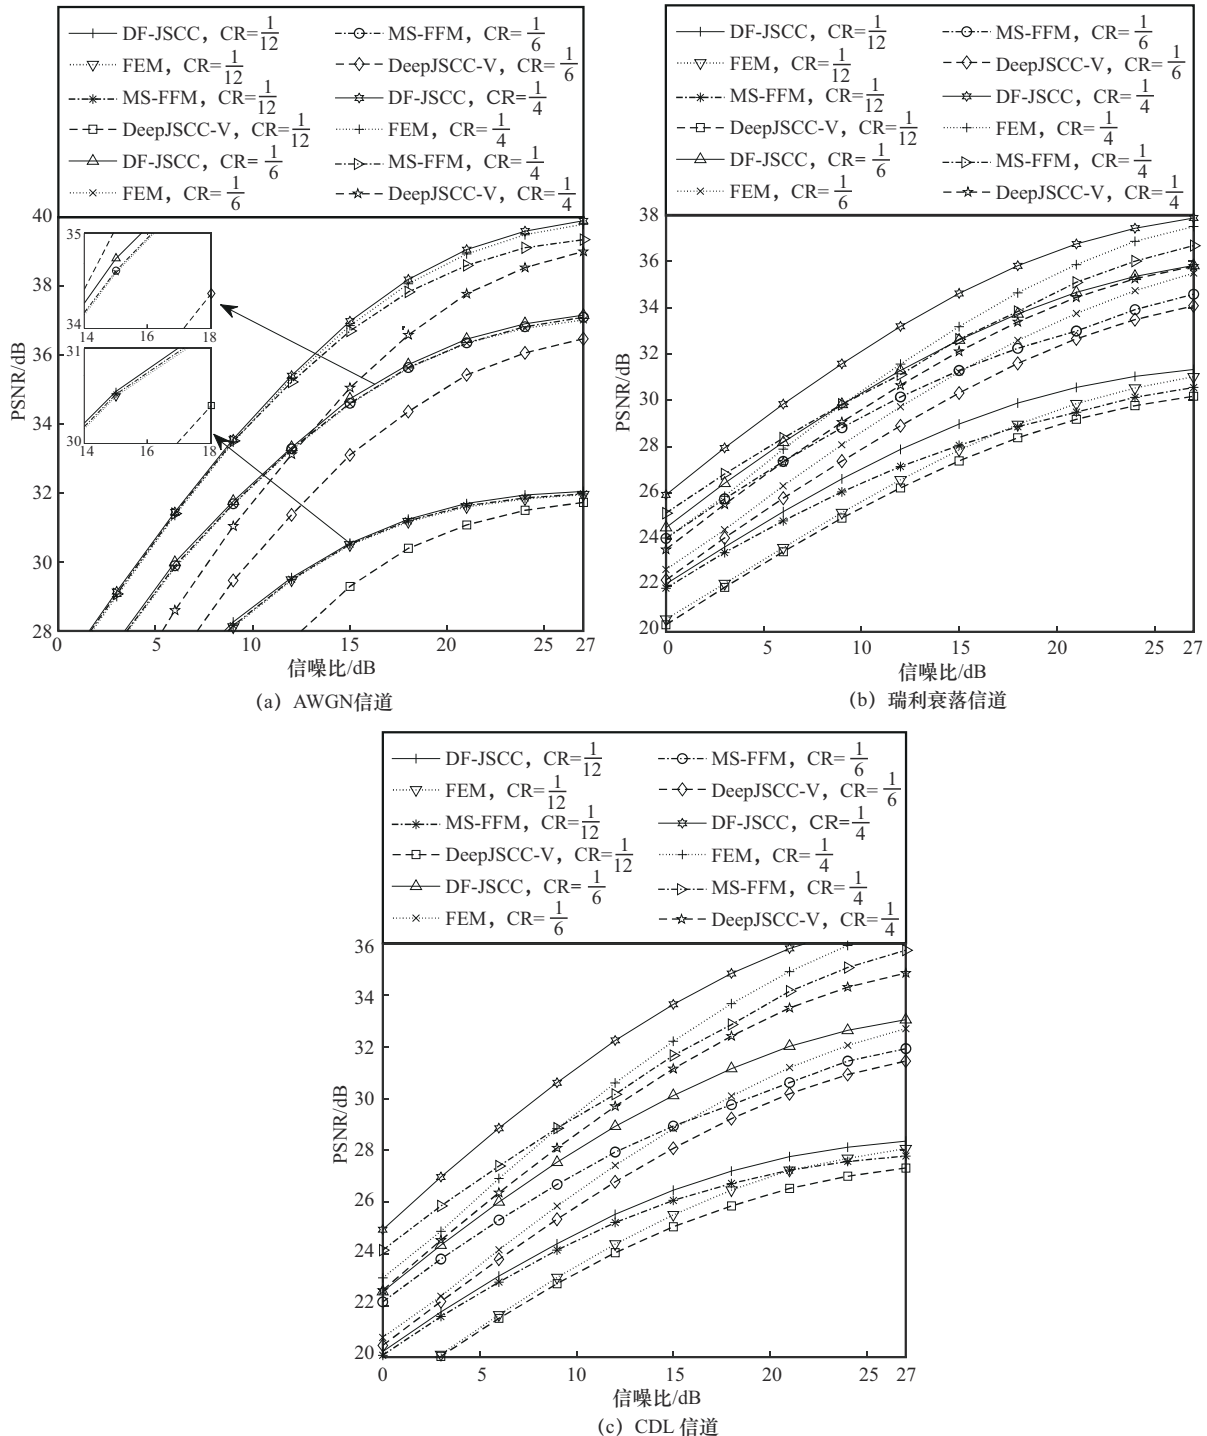 DF-JSCC, CR=1/12
FEM, CR=1/12
MS-FFM, CR=1/12
DeepJSCC-V, CR=1/12
DF-JSCC, CR=1/6
FEM, CR=1/6
MS-FFM, CR=1/6
DeepJSCC-V, CR=1/6
DF-JSCC, CR=1/4
FEM, CR=1/4
MS-FFM, CR=1/4
DeepJSCC-V, CR=1/4
40
38
36
34
32
30
28
PSNR/dB
35
34
14 16 18
31
30
14 16 18
0 5 10 15 20 25 27
信噪比/dB
(a) AWGN信道
DF-JSCC, CR=1/12
FEM, CR=1/12
MS-FFM, CR=1/12
DeepJSCC-V, CR=1/12
DF-JSCC, CR=1/6
FEM, CR=1/6
MS-FFM, CR=1/6
DeepJSCC-V, CR=1/6
DF-JSCC, CR=1/4
FEM, CR=1/4
MS-FFM, CR=1/4
DeepJSCC-V, CR=1/4
38
36
34
32
30
28
26
24
22
20
PSNR/dB
0 5 10 15 20 25 27
信噪比/dB
(b) 瑞利衰落信道
DF-JSCC, CR=1/12
FEM, CR=1/12
MS-FFM, CR=1/12
DeepJSCC-V, CR=1/12
DF-JSCC, CR=1/6
FEM, CR=1/6
MS-FFM, CR=1/6
DeepJSCC-V, CR=1/6
DF-JSCC, CR=1/4
FEM, CR=1/4
MS-FFM, CR=1/4
DeepJSCC-V, CR=1/4
36
34
32
30
28
26
24
22
20
PSNR/dB
0 5 10 15 20 25 27
信噪比/dB
(c) CDL 信道